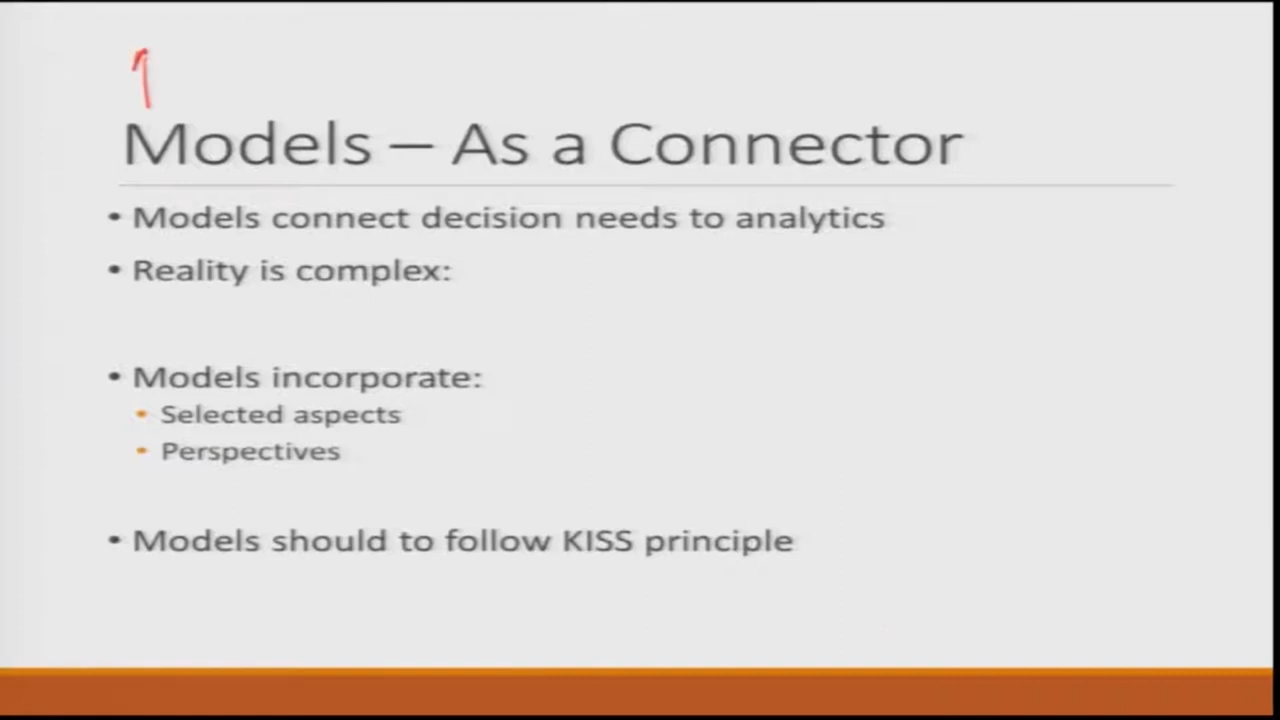 Models – As a Connector
• Models connect decision needs to analytics
• Reality is complex:
• Models incorporate:
• Selected aspects
• Perspectives
• Models should to follow KISS principle